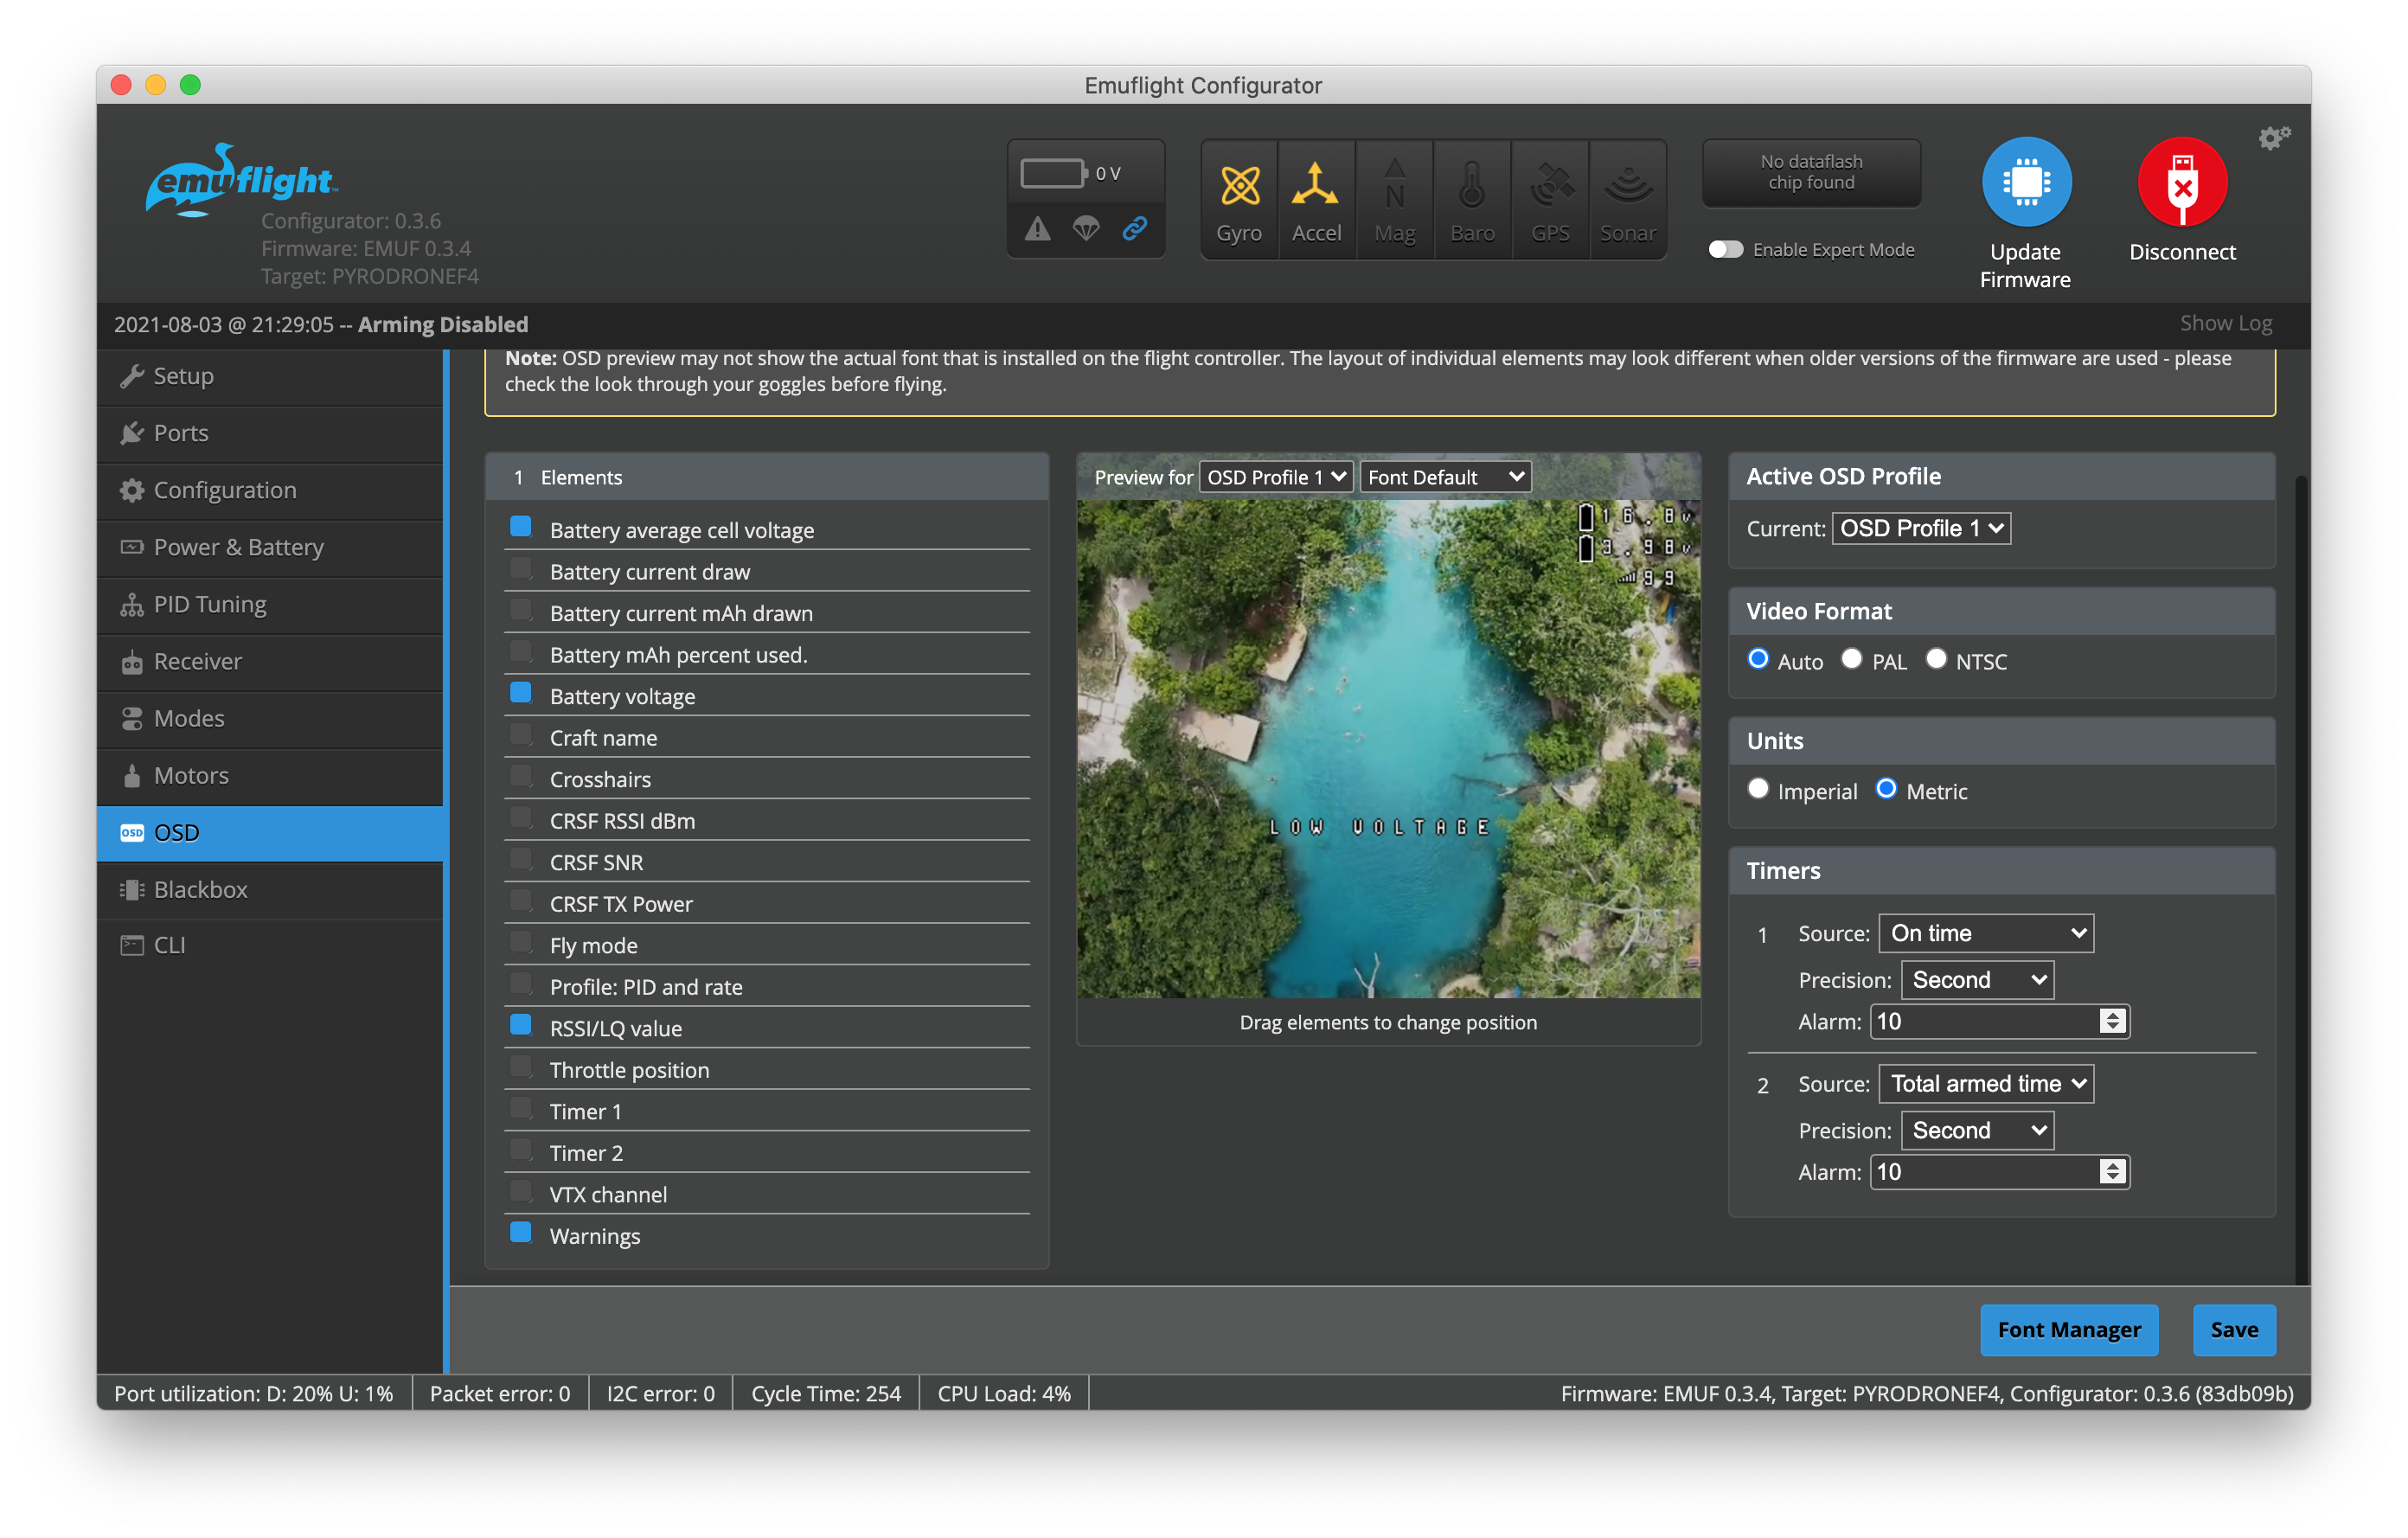 Emuflight Configurator
emuflight™
Configurator: 0.3.6
Firmware: EMUF 0.3.4
Target: PYRODRONEF4
0 V
Gyro
Accel
N
Mag
Baro
GPS
Sonar
No dataflash
chip found
Enable Expert Mode
Update
Firmware
Disconnect
2021-08-03 @ 21:29:05 -- Arming Disabled
Show Log
Setup
Ports
Configuration
Power & Battery
PID Tuning
Receiver
Modes
Motors
OSD OSD
Blackbox
CLI
Note: OSD preview may not show the actual font that is installed on the flight controller. The layout of individual elements may look different when older versions of the firmware are used - please
check the look through your goggles before flying.
1 Elements
Battery average cell voltage
Battery current draw
Battery current mAh drawn
Battery mAh percent used.
Battery voltage
Craft name
Crosshairs
CRSF RSSI dBm
CRSF SNR
CRSF TX Power
Fly mode
Profile: PID and rate
RSSI/LQ value
Throttle position
Timer 1
Timer 2
VTX channel
Warnings
Preview for OSD Profile 1 Font Default
16.8v
3.98v
99
LOW VOLTAGE
Drag elements to change position
Active OSD Profile
Current: OSD Profile 1
Video Format
Auto PAL NTSC
Units
Imperial Metric
Timers
1 Source: On time
Precision: Second
Alarm: 10
2 Source: Total armed time
Precision: Second
Alarm: 10
Font Manager
Save
Port utilization: D: 20% U: 1%
Packet error: 0
I2C error: 0
Cycle Time: 254
CPU Load: 4%
Firmware: EMUF 0.3.4, Target: PYRODRONEF4, Configurator: 0.3.6 (83db09b)